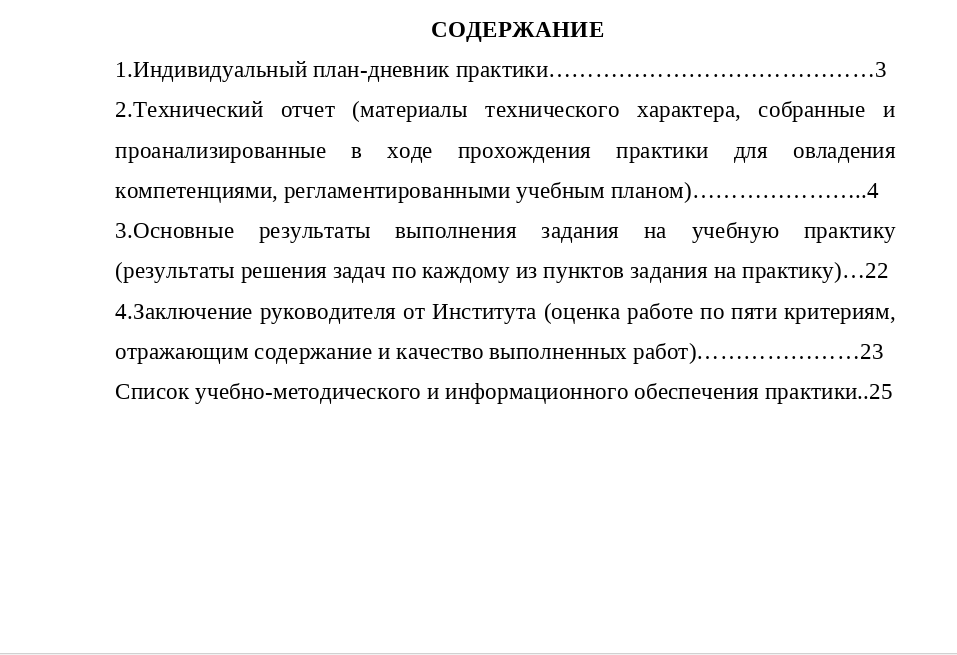 СОДЕРЖАНИЕ
1.Индивидуальный план-дневник практики……………………………………3
2.Технический отчет (материалы технического характера, собранные и
проанализированные в ходе прохождения практики для овладения
компетенциями, регламентированными учебным планом)…………………..4
3.Основные результаты выполнения задания на учебную практику
(результаты решения задач по каждому из пунктов задания на практику)…22
4.Заключение руководителя от Института (оценка работе по пяти критериям,
отражающим содержание и качество выполненных работ)…………………23
Список учебно-методического и информационного обеспечения практики..25